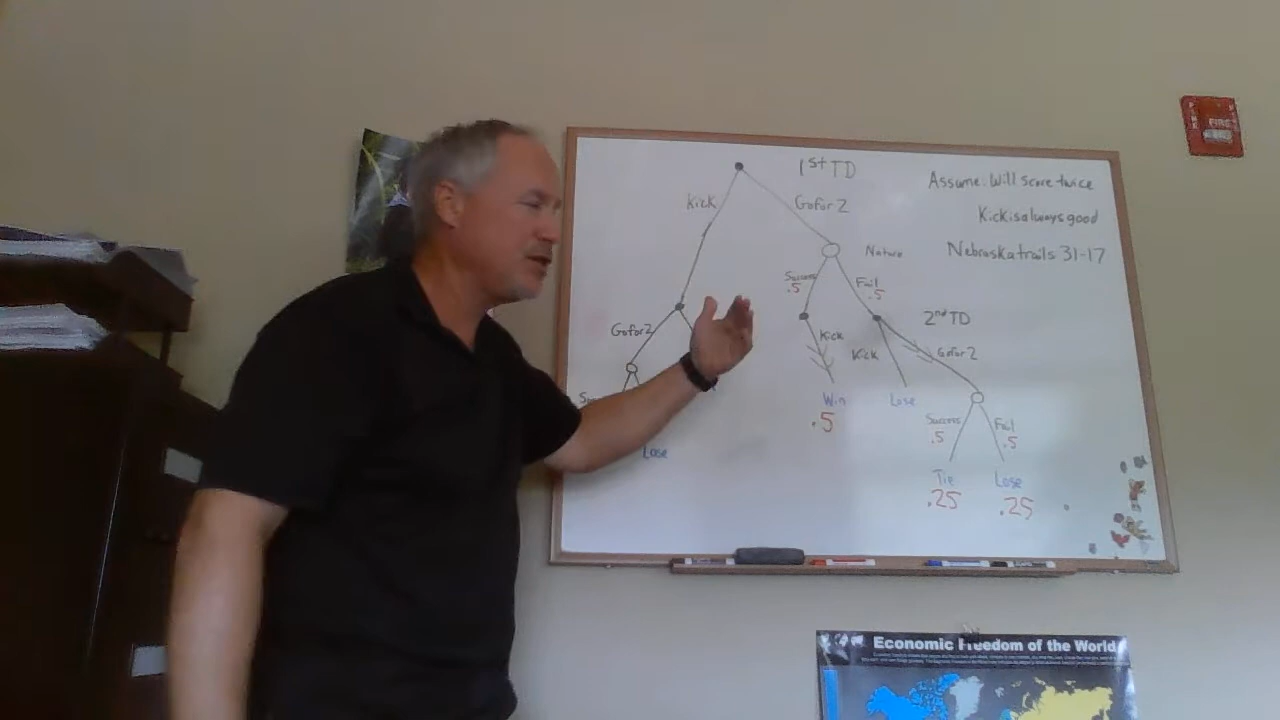 1st TD
Assume: Will score twice
Kick
Go for 2
Kick is always good
Nature
Nebraska trails 31-17
Success
.5
Fail
.5
2nd TD
Go for 2
Kick
Kick
Go for 2
Win
.5
Lose
Success
.5
Fail
.5
Lose
Tie
.25
Lose
.25
FIRE
Economic Freedom of the World